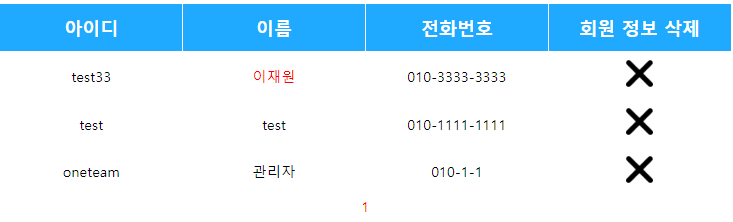 아이디 이름 전화번호 회원 정보 삭제
test33 이재원 010-3333-3333
test test 010-1111-1111
oneteam 관리자 010-1-1
1